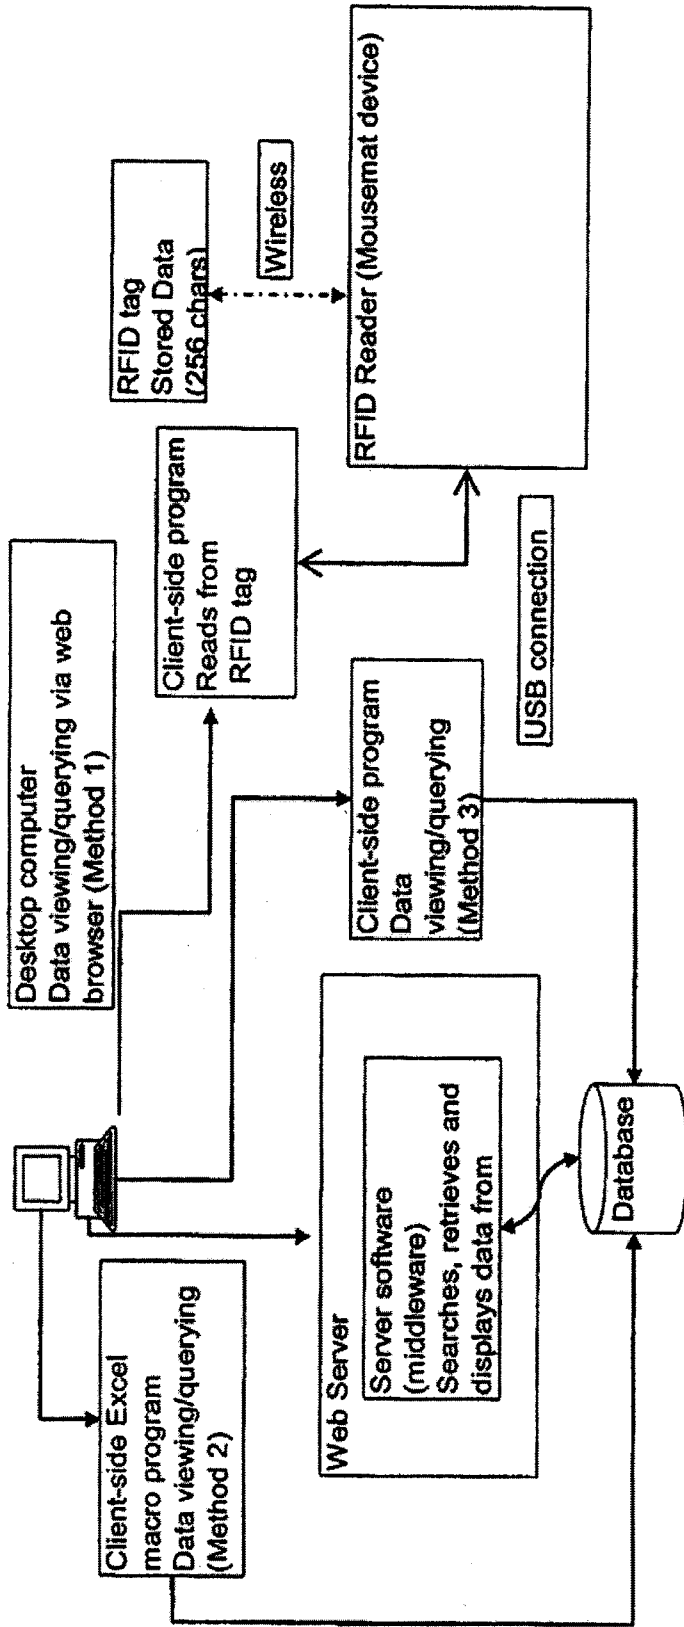 Desktop computer
Data viewing/querying via web
browser (Method 1)
Client-side Excel
macro program
Data viewing/querying
(Method 2)
Client-side program
Reads from
RFID tag
RFID tag
Stored Data
(256 chars)
Wireless
Web Server
Server software
(middleware)
Searches, retrieves and
displays data from
Client-side program
Data
viewing/querying
(Method 3)
RFID Reader (Mousemat device)
USB connection
Database